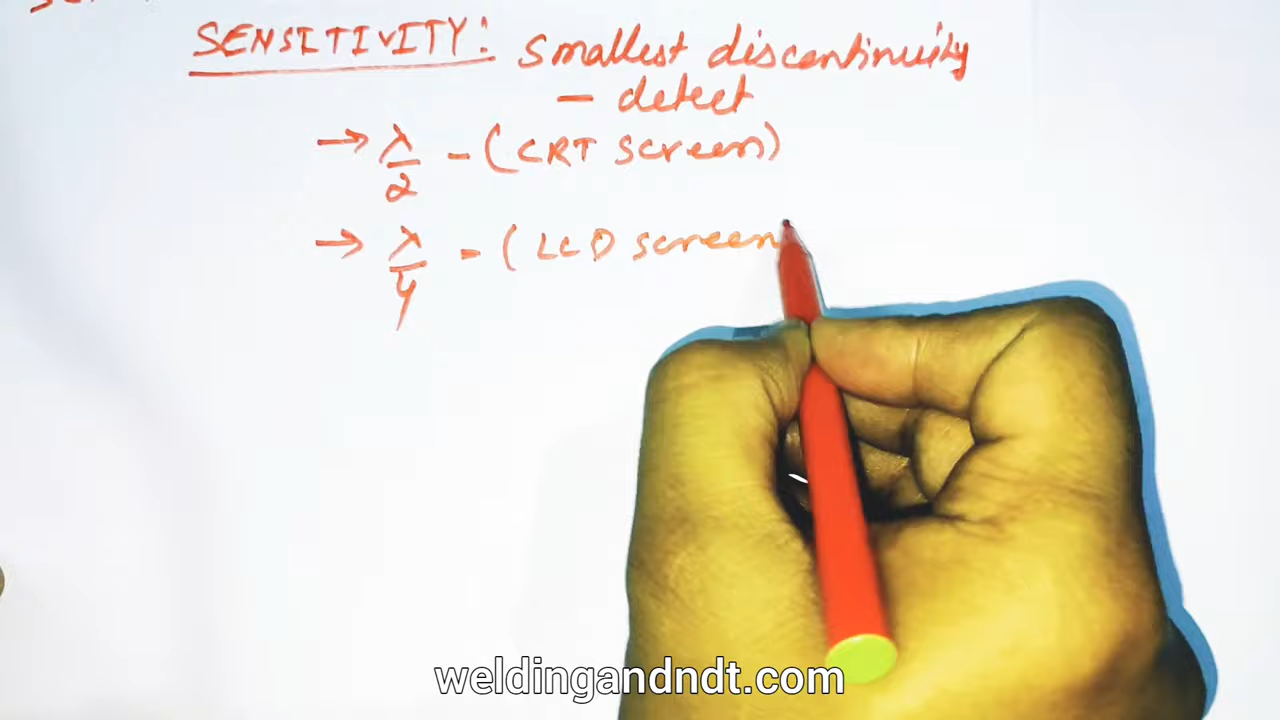 SENSITIVITY: Smallest discontinuity
- detect
→ λ/2 - (CRT screen)
→ λ/4 - (LCD screen
weldingandndt.com